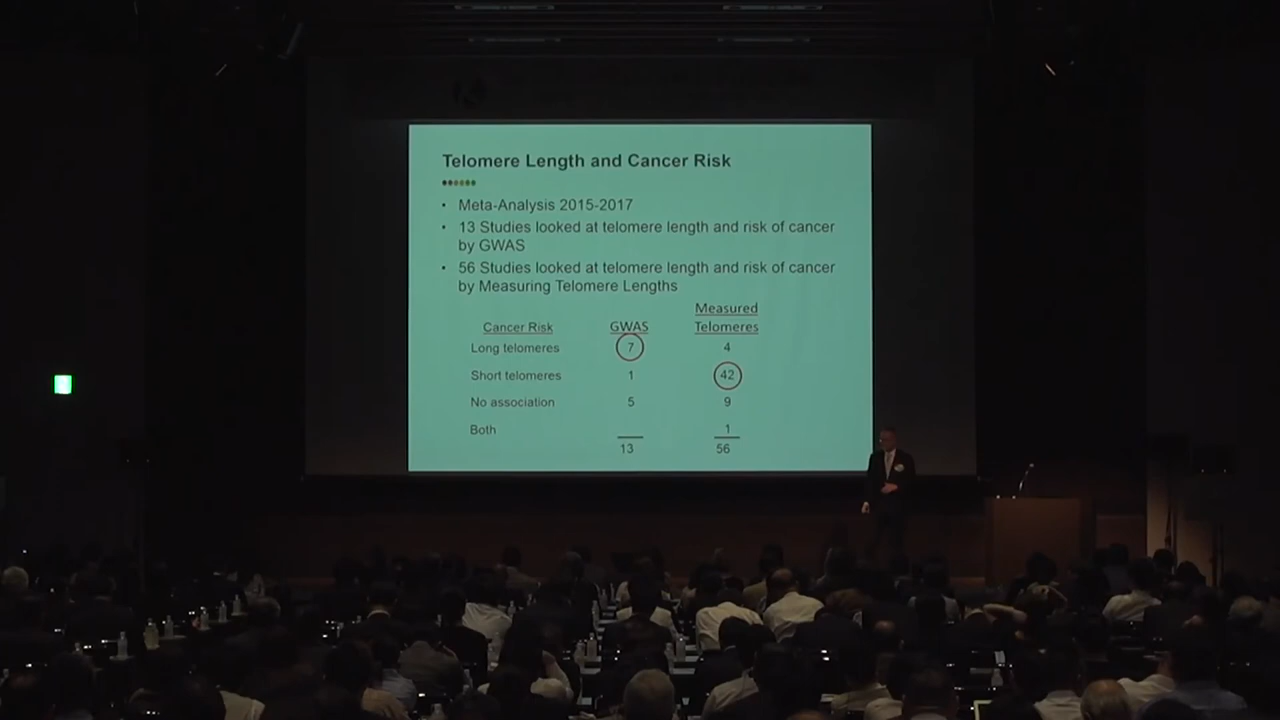 Telomere Length and Cancer Risk
• Meta-Analysis 2015-2017
• 13 Studies looked at telomere length and risk of cancer
by GWAS
• 56 Studies looked at telomere length and risk of cancer
by Measuring Telomere Lengths
Measured
Cancer Risk GWAS Telomeres
Long telomeres 7 4
Short telomeres 1 42
No association 5 9
Both 1
13 56